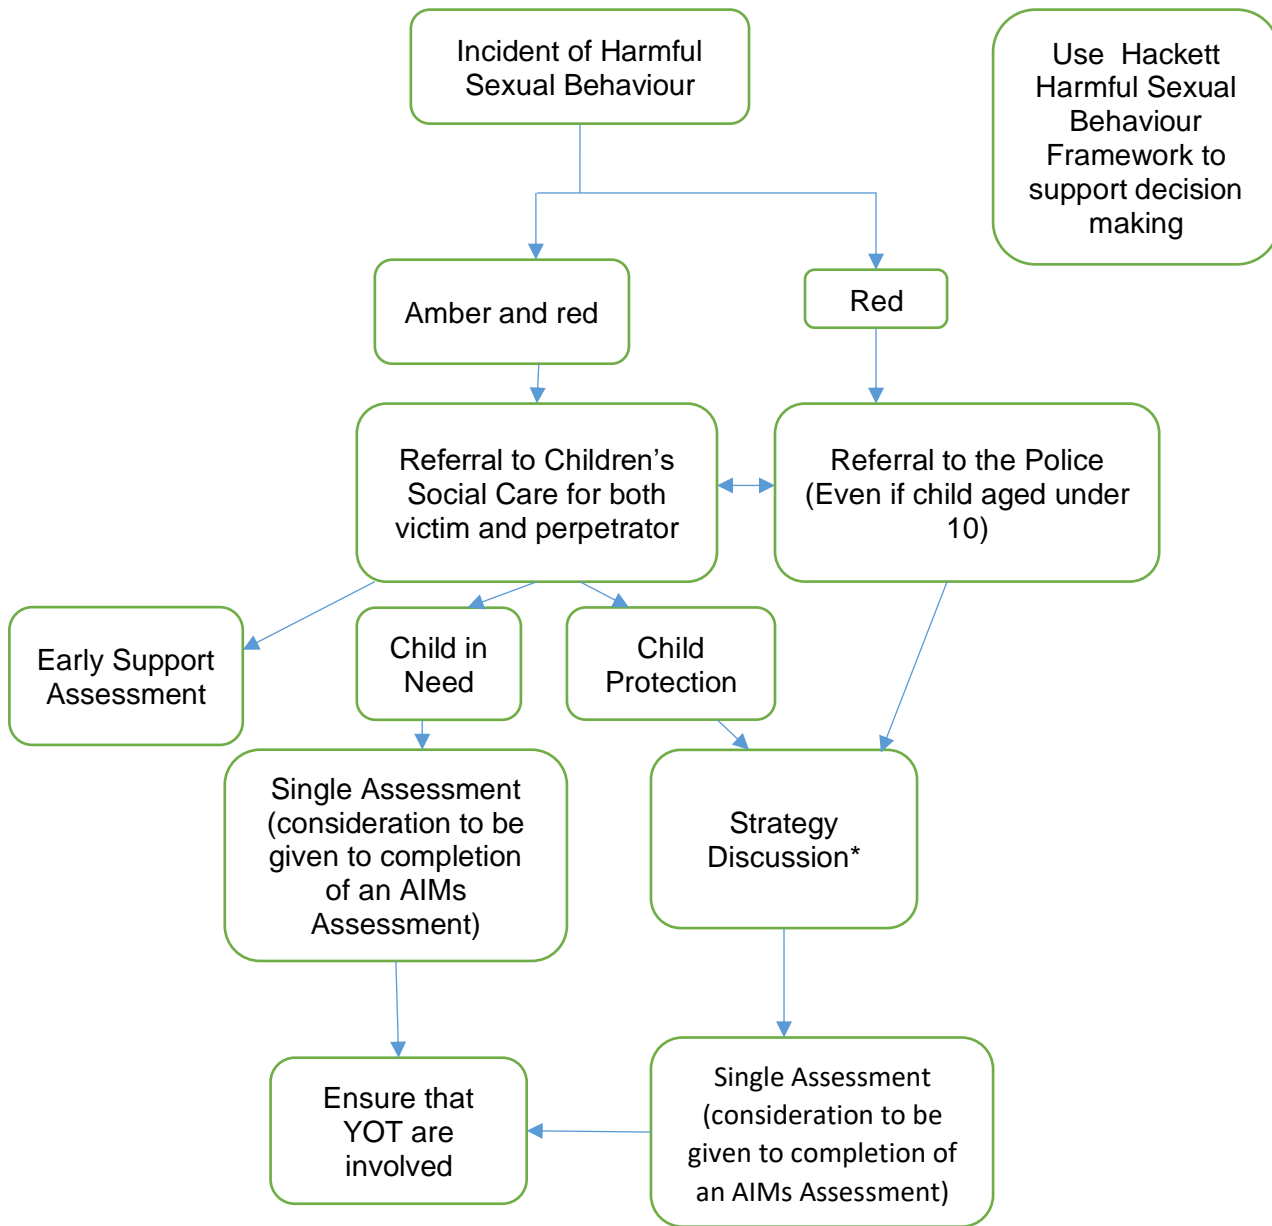 Incident of Harmful
Sexual Behaviour
Use Hackett
Harmful Sexual
Behaviour
Framework to
support decision
making
Amber and red
Red
Referral to Children’s
Social Care for both
victim and perpetrator
Referral to the Police
(Even if child aged under
10)
Early Support
Assessment
Child in
Need
Child
Protection
Single Assessment
(consideration to be
given to completion
of an AIMs
Assessment)
Strategy
Discussion*
Ensure that
YOT are
involved
Single Assessment
(consideration to be
given to completion of
an AIMs Assessment)